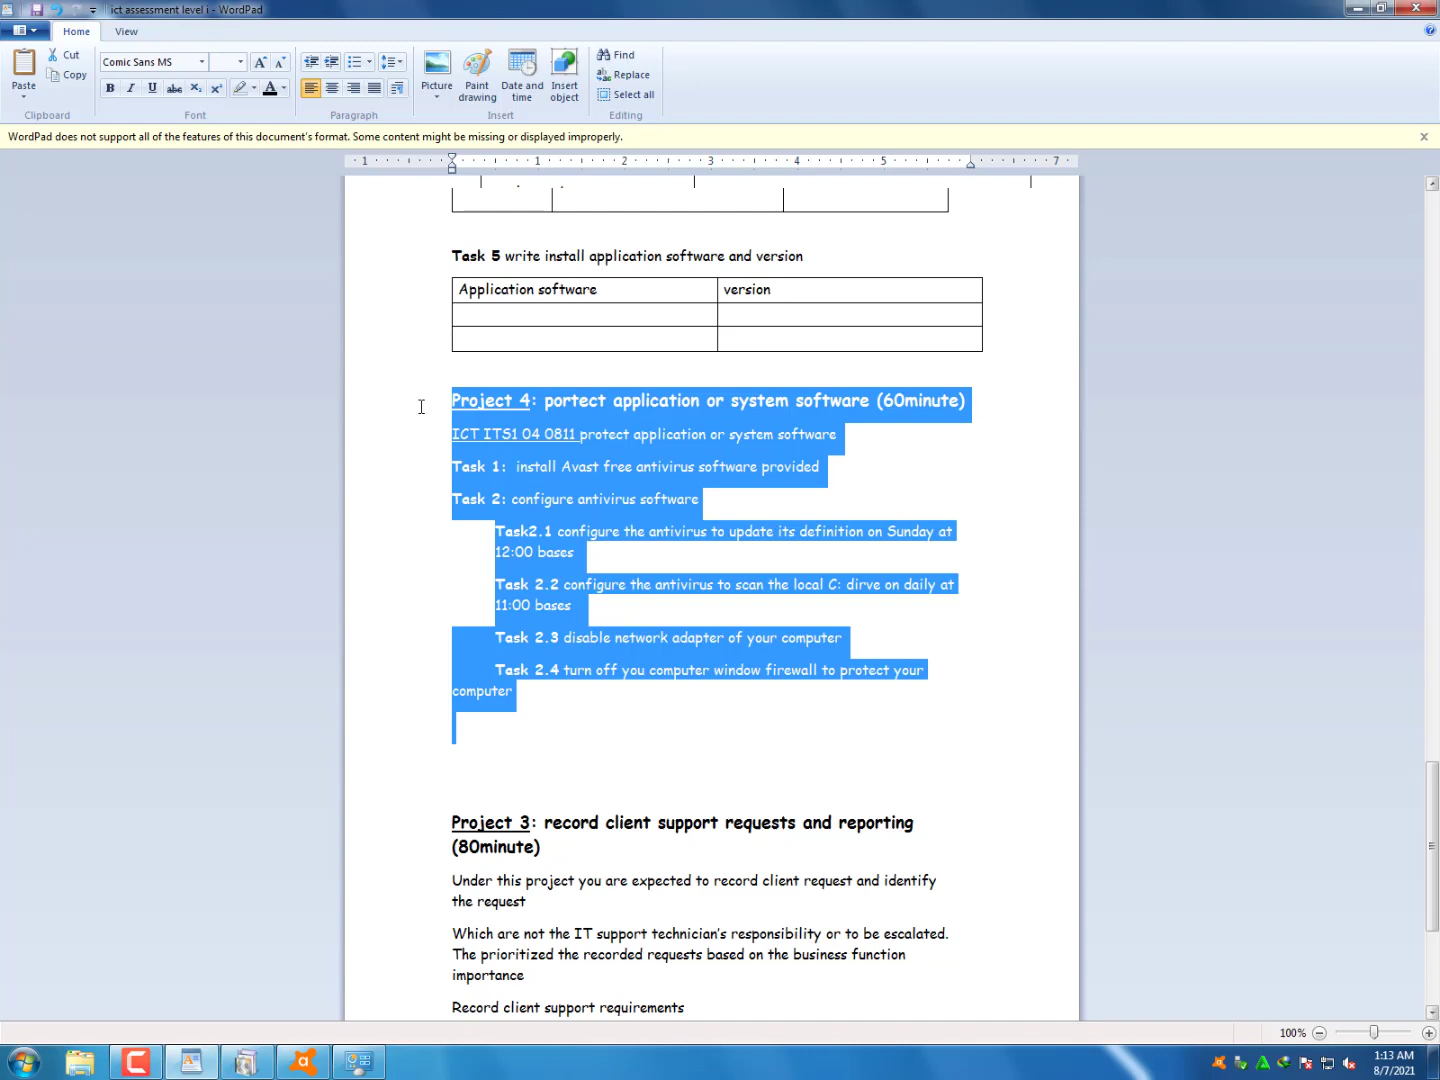 ict assessment level i - WordPad
Home
View
Paste
Cut
Copy
Clipboard
Comic Sans MS
Font
Paragraph
Picture
Paint
drawing
Date and
time
Insert
object
Insert
Find
Replace
Select all
Editing
WordPad does not support all of the features of this document's format. Some content might be missing or displayed improperly.
1 1 2 3 4 5 7
Task 5 write install application software and version
Application software version
Project 4: portect application or system software (60minute)
ICT ITS1 04 0811 protect application or system software
Task 1: install Avast free antivirus software provided
Task 2: configure antivirus software
Task2.1 configure the antivirus to update its definition on Sunday at
12:00 bases
Task 2.2 configure the antivirus to scan the local C: dirve on daily at
11:00 bases
Task 2.3 disable network adapter of your computer
Task 2.4 turn off you computer window firewall to protect your
computer
Project 3: record client support requests and reporting
(80minute)
Under this project you are expected to record client request and identify
the request
Which are not the IT support technician's responsibility or to be escalated.
The prioritized the recorded requests based on the business function
importance
Record client support requirements
100%
1:13 AM
8/7/2021